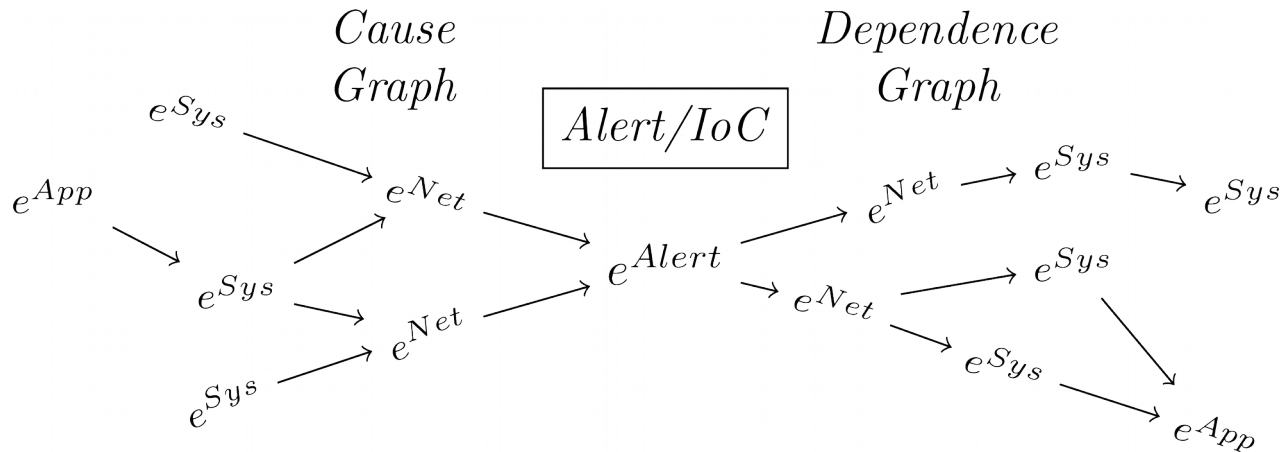 Cause
Graph
Dependence
Graph
Alert/IoC
e^{Sys}
e^{App}
e^{Sys}
e^{Sys}
e^{Net}
e^{Net}
e^{Alert}
e^{Net}
e^{Net}
e^{Sys}
e^{Sys}
e^{Sys}
e^{Sys}
e^{App}